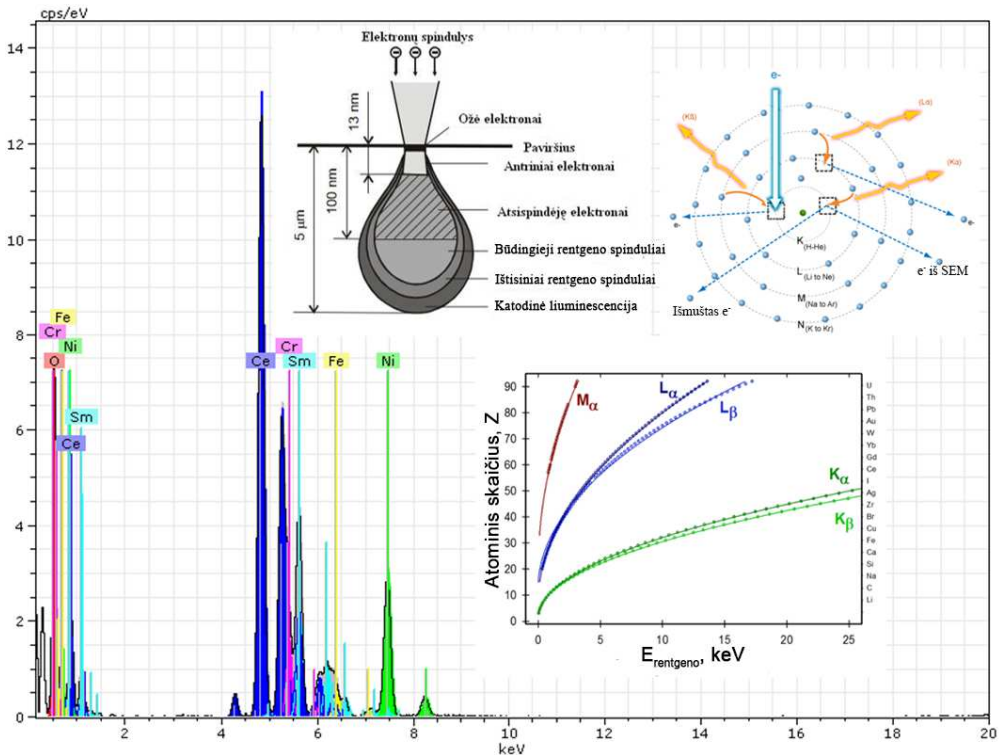 cps/eV
14
12
10
8
6
4
2
0
2
4
6
8
10
12
14
16
18
20
keV
Fe
Cr
Ni
O
Sm
Ce
Ce
Cr
Sm
Fe
Ni
Elektronų spindulys
13 nm
100 nm
5 µm
Ožė elektronai
Paviršius
Antriniai elektronai
Atsispindėję elektronai
Būdingieji rentgeno spinduliai
Ištisiniai rentgeno spinduliai
Katodinė liuminescencija
e-
(Lα)
(Kα)
e-
e-
K (H-He)
L (Li to Ne)
M (Na to Ar)
N (K to Kr)
e- iš SEM
Išmuštas e-
Atominis skaičius, Z
90
80
70
60
50
40
30
20
10
0
0
5
10
15
20
25
Erentgeno, keV
Mα
Lα
Lβ
Kα
Kβ
U
Th
Pb
Au
W
Yb
Gd
Ce
I
Ag
Zr
Br
Cu
Fe
Ca
Si
Na
C
Li